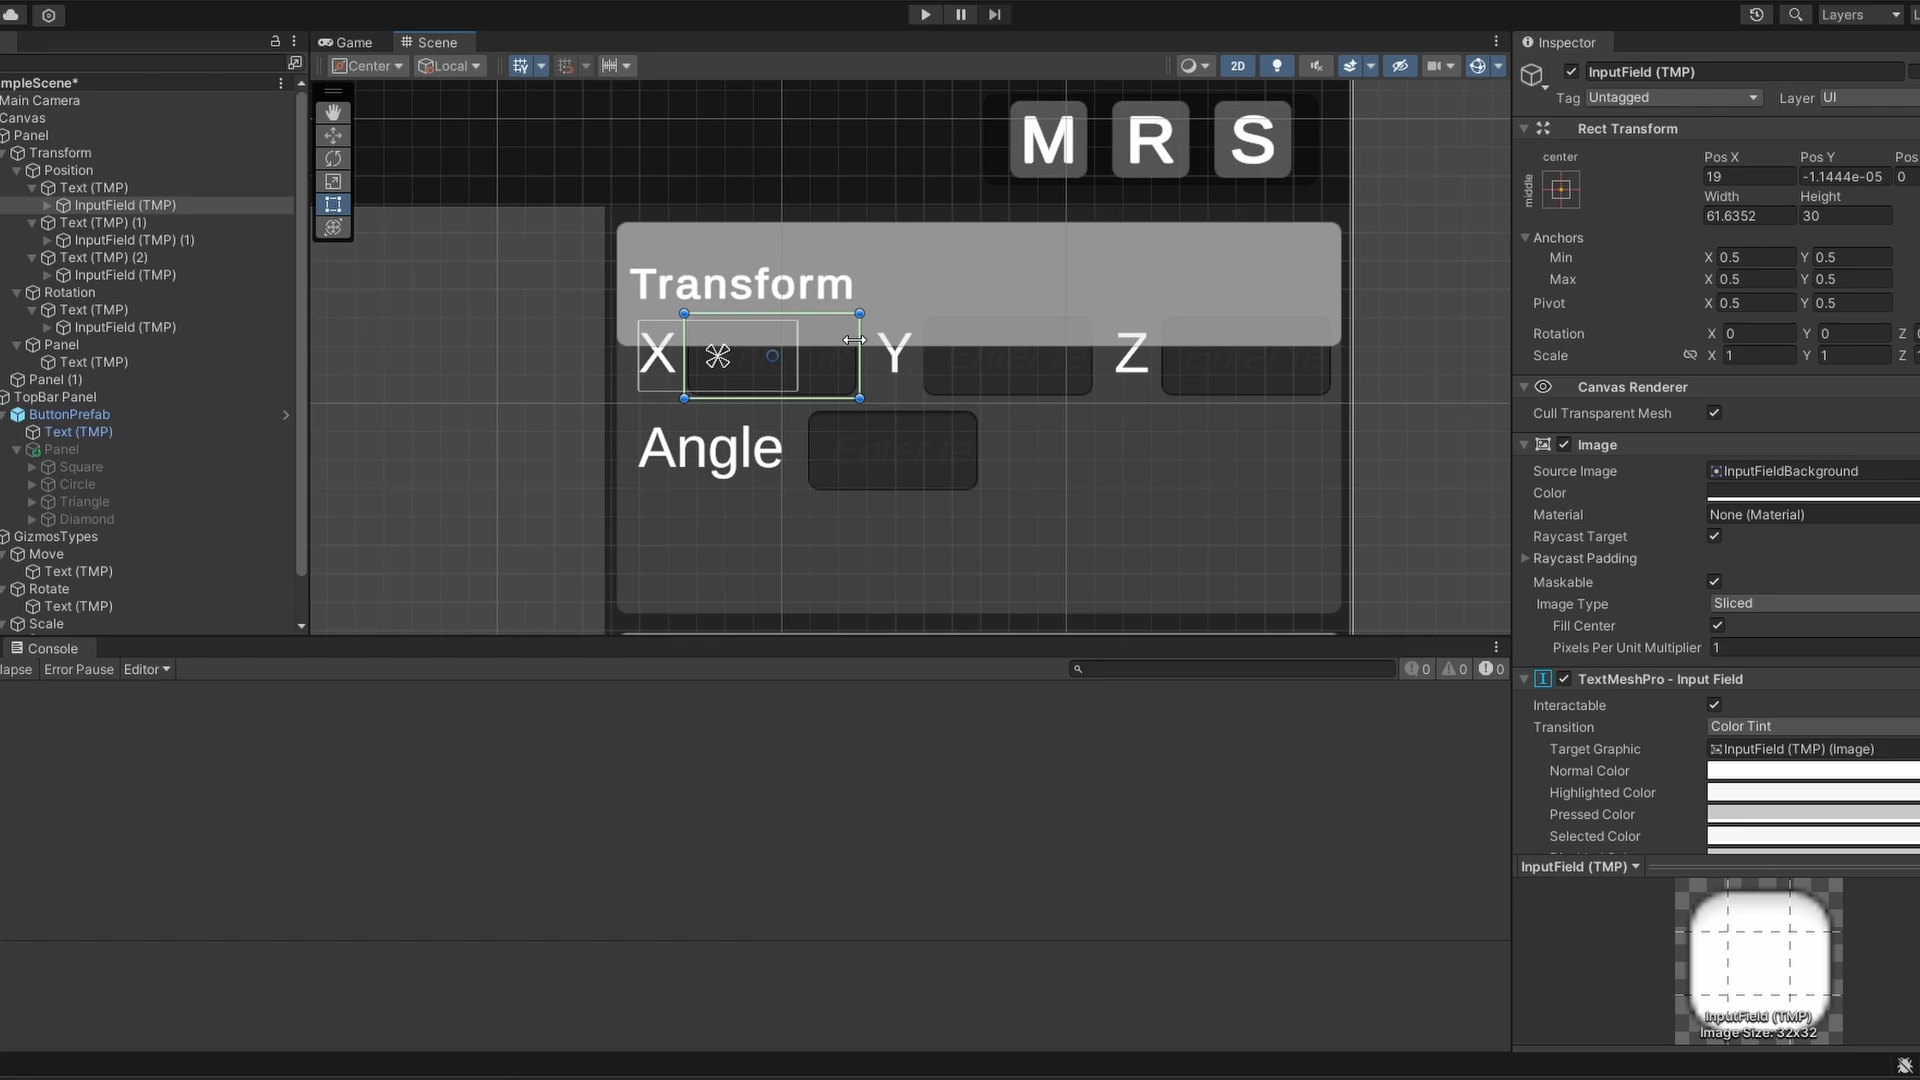 Layers
Game
Scene
Inspector
Center
Local
2D
InputField (TMP)
Tag
Untagged
Layer
UI
mpleScene*
Main Camera
Canvas
Panel
Transform
Position
Text (TMP)
InputField (TMP)
Text (TMP) (1)
InputField (TMP) (1)
Text (TMP) (2)
InputField (TMP)
Rotation
Text (TMP)
InputField (TMP)
Panel
Text (TMP)
Panel (1)
TopBar Panel
ButtonPrefab
Text (TMP)
Panel
Square
Circle
Triangle
Diamond
GizmosTypes
Move
Text (TMP)
Rotate
Text (TMP)
Scale
M R S
Transform
X
Y
Z
Angle
Rect Transform
center
middle
Pos X
Pos Y
Pos
19
-1.1444e-05
0
Width
Height
61.6352
30
Anchors
Min
X 0.5
Y 0.5
Max
X 0.5
Y 0.5
Pivot
X 0.5
Y 0.5
Rotation
X 0
Y 0
Z
Scale
X 1
Y 1
Z
Canvas Renderer
Cull Transparent Mesh
Image
Source Image
InputFieldBackground
Color
Material
None (Material)
Raycast Target
Raycast Padding
Maskable
Image Type
Sliced
Fill Center
Pixels Per Unit Multiplier
1
TextMeshPro - Input Field
Interactable
Transition
Color Tint
Target Graphic
InputField (TMP) (Image)
Normal Color
Highlighted Color
Pressed Color
Selected Color
InputField (TMP)
InputField (TMP)
Image Size: 32x32
Console
lapse
Error Pause
Editor
0
0
0